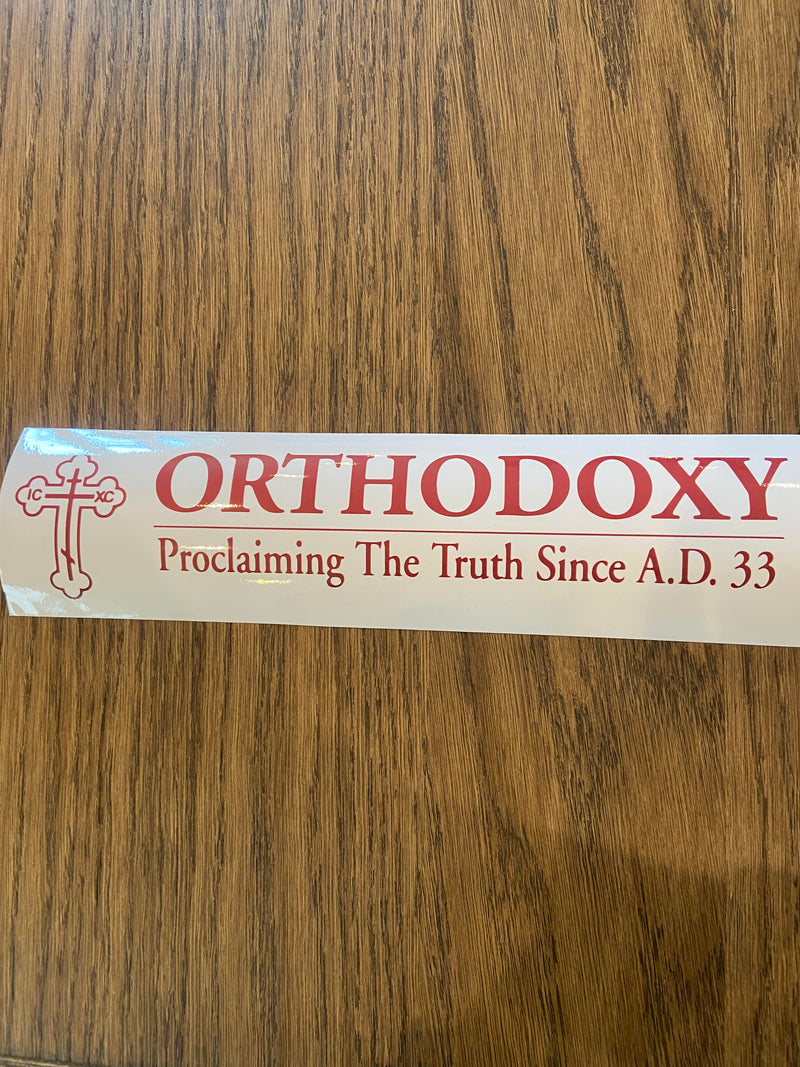 IC XC
ORTHODOXY
Proclaiming The Truth Since A.D. 33